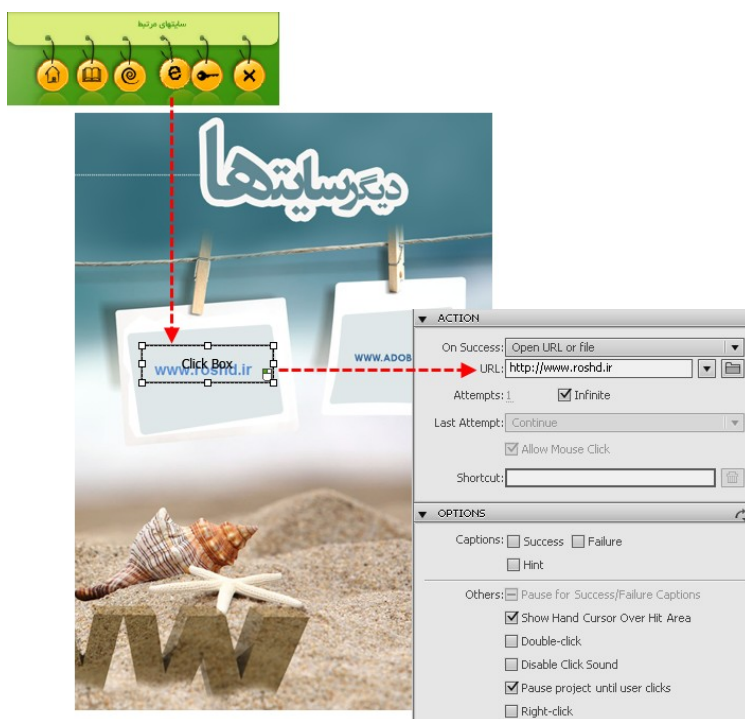 سایتهای مرتبط
e
دیگر سایتها
Click Box
www.roshd.ir
WWW.ADOB
W
ACTION
On Success: Open URL or file
URL: http://www.roshd.ir
Attempts: 1 Infinite
Last Attempt: Continue
Allow Mouse Click
Shortcut:
OPTIONS
Captions: Success Failure
Hint
Others: Pause for Success/Failure Captions
Show Hand Cursor Over Hit Area
Double-click
Disable Click Sound
Pause project until user clicks
Right-click